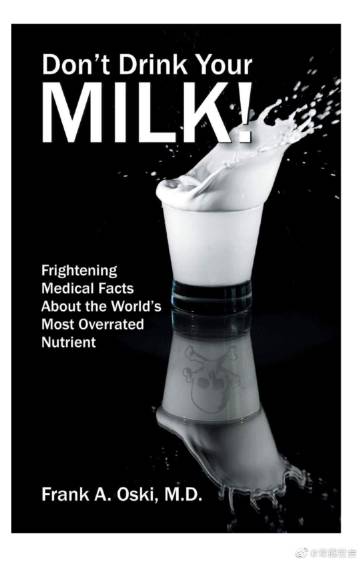 Don't Drink Your
MILK!
Frightening
Medical Facts
About the World's
Most Overrated
Nutrient
Frank A. Oski, M.D.